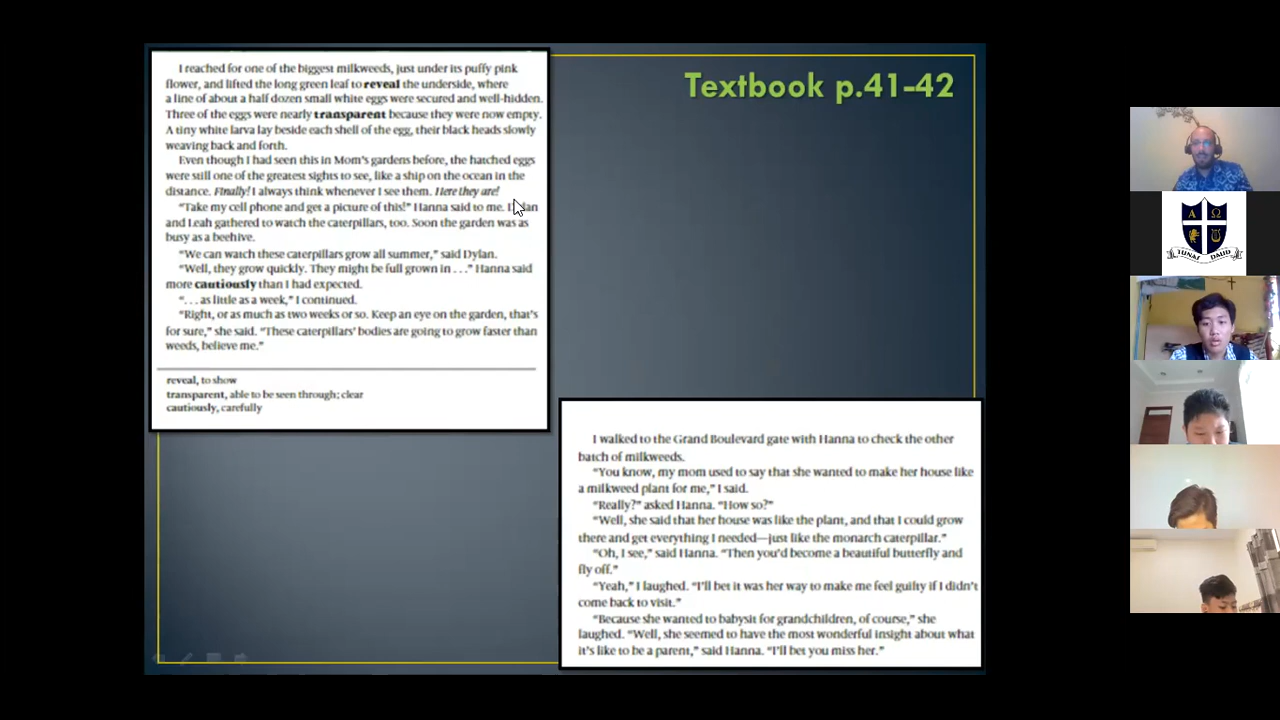 Textbook p.41-42
I reached for one of the biggest milkweeds, just under its puffy pink
flower, and lifted the long green leaf to reveal the underside, where
a line of about a half dozen small white eggs were secured and well-hidden.
Three of the eggs were nearly transparent because they were now empty.
A tiny white larva lay beside each shell of the egg, their black heads slowly
weaving back and forth.
Even though I had seen this in Mom's gardens before, the hatched eggs
were still one of the greatest sights to see, like a ship on the ocean in the
distance. Finally! I always think whenever I see them. Here they are!
"Take my cell phone and get a picture of this!" Hanna said to me. Dylan
and Leah gathered to watch the caterpillars, too. Soon the garden was as
busy as a beehive.
"We can watch these caterpillars grow all summer," said Dylan.
"Well, they grow quickly. They might be full grown in . . ." Hanna said
more cautiously than I had expected.
". . . as little as a week," I continued.
"Right, or as much as two weeks or so. Keep an eye on the garden, that's
for sure," she said. "These caterpillars' bodies are going to grow faster than
weeds, believe me."
reveal, to show
transparent, able to be seen through; clear
cautiously, carefully
I walked to the Grand Boulevard gate with Hanna to check the other
batch of milkweeds.
"You know, my mom used to say that she wanted to make her house like
a milkweed plant for me," I said.
"Really?" asked Hanna. "How so?"
"Well, she said that her house was like the plant, and that I could grow
there and get everything I needed—just like the monarch caterpillar."
"Oh, I see," said Hanna. "Then you'd become a beautiful butterfly and
fly off."
"Yeah," I laughed. "I'll bet it was her way to make me feel guilty if I didn't
come back to visit."
"Because she wanted to babysit for grandchildren, of course," she
laughed. "Well, she seemed to have the most wonderful insight about what
it's like to be a parent," said Hanna. "I'll bet you miss her."
Α Ω
TUNAS DAUD